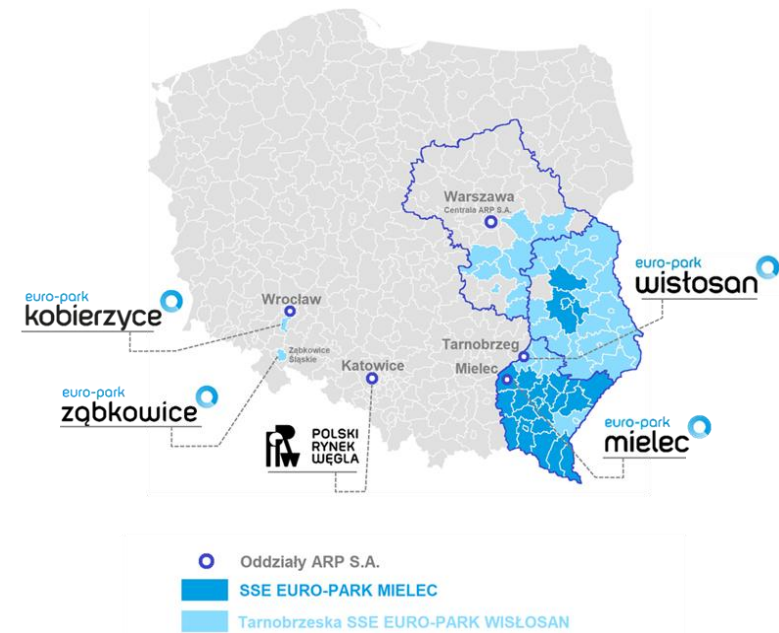 Warszawa
Centrala ARP S.A.
euro-park
wisłosan
euro-park
kobierzyce
Wrocław
Ząbkowice
Śląskie
Tarnobrzeg
Mielec
Katowice
euro-park
ząbkowice
POLSKI
RYNEK
WĘGLA
euro-park
mielec
Oddziały ARP S.A.
SSE EURO-PARK MIELEC
Tarnobrzeska SSE EURO-PARK WISŁOSAN